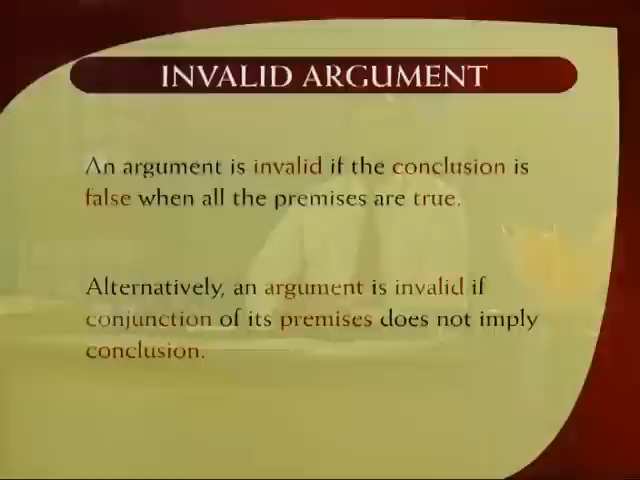 INVALID ARGUMENT
An argument is invalid if the conclusion is
false when all the premises are true.
Alternatively, an argument is invalid if
conjunction of its premises does not imply
conclusion.